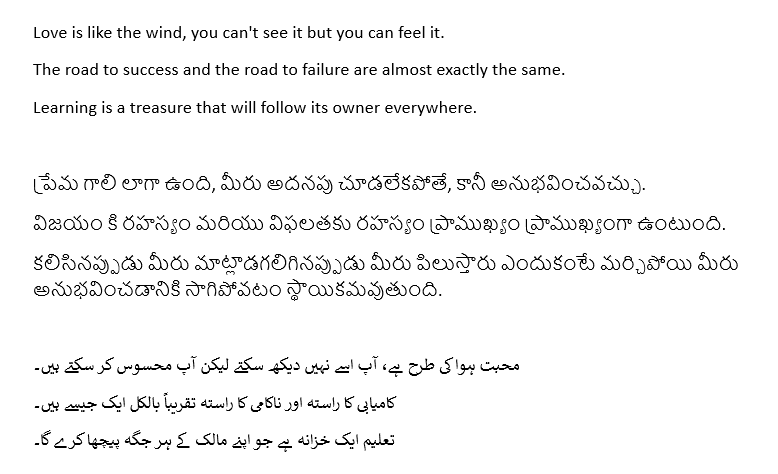 Love is like the wind, you can't see it but you can feel it.
The road to success and the road to failure are almost exactly the same.
Learning is a treasure that will follow its owner everywhere.
ప్రేమ గాలి లాగా ఉంది, మీరు అదనపు చూడలేకపోతే, కానీ అనుభవించవచ్చు.
విజయం కి రహస్యం మరియు విఫలతకు రహస్యం ప్రాముఖ్యం ప్రాముఖ్యంగా ఉంటుంది.
కలిసినప్పుడు మీరు మాట్లాడగలిగినప్పుడు మీరు పిలుస్తారు ఎందుకంటే మర్చిపోయి మీరు
అనుభవించడానికి సాగిపోవటం స్థాయికమవుతుంది.
محبت ہوا کی طرح ہے، آپ اسے نہیں دیکھ سکتے لیکن آپ محسوس کر سکتے ہیں۔
کامیابی کا راستہ اور ناکامی کا راستہ تقریباً بالکل ایک جیسے ہیں۔
تعلیم ایک خزانہ ہے جو اپنے مالک کے ہر جگہ پیچھا کرے گا۔